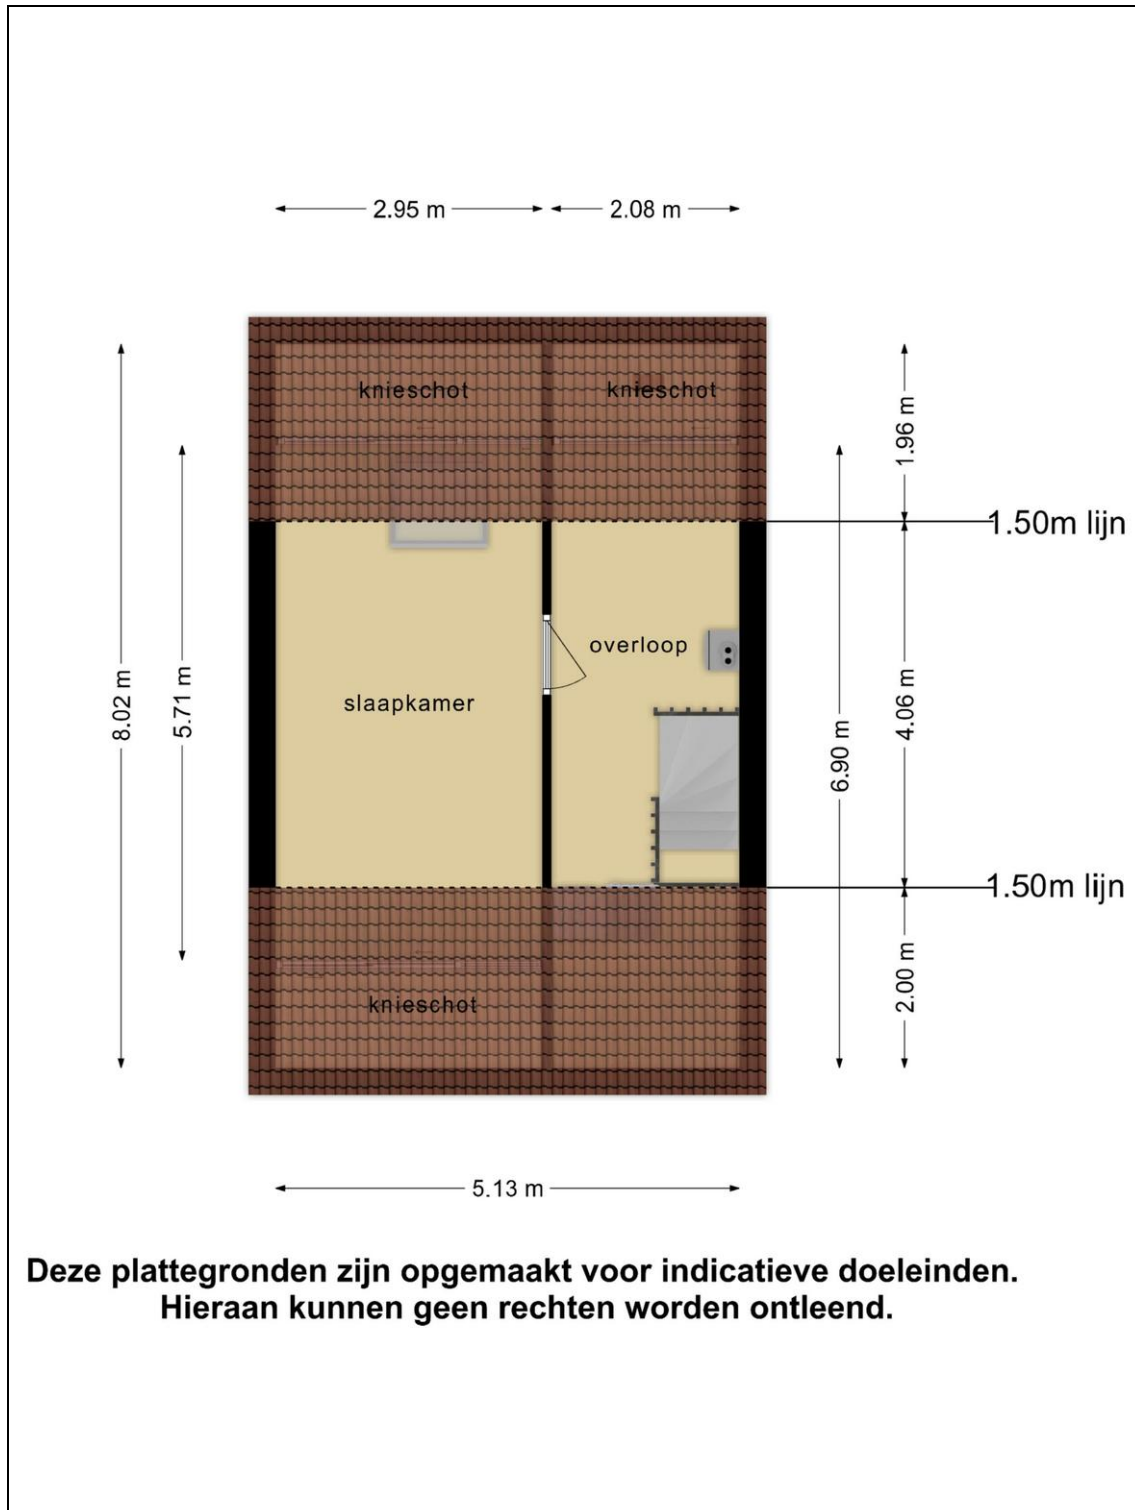 2.95 m
2.08 m
knieschot
knieschot
1.96 m
1.50m lijn
overloop
slaapkamer
8.02 m
5.71 m
6.90 m
4.06 m
1.50m lijn
2.00 m
knieschot
5.13 m
Deze plattegronden zijn opgemaakt voor indicatieve doeleinden.
Hieraan kunnen geen rechten worden ontleend.